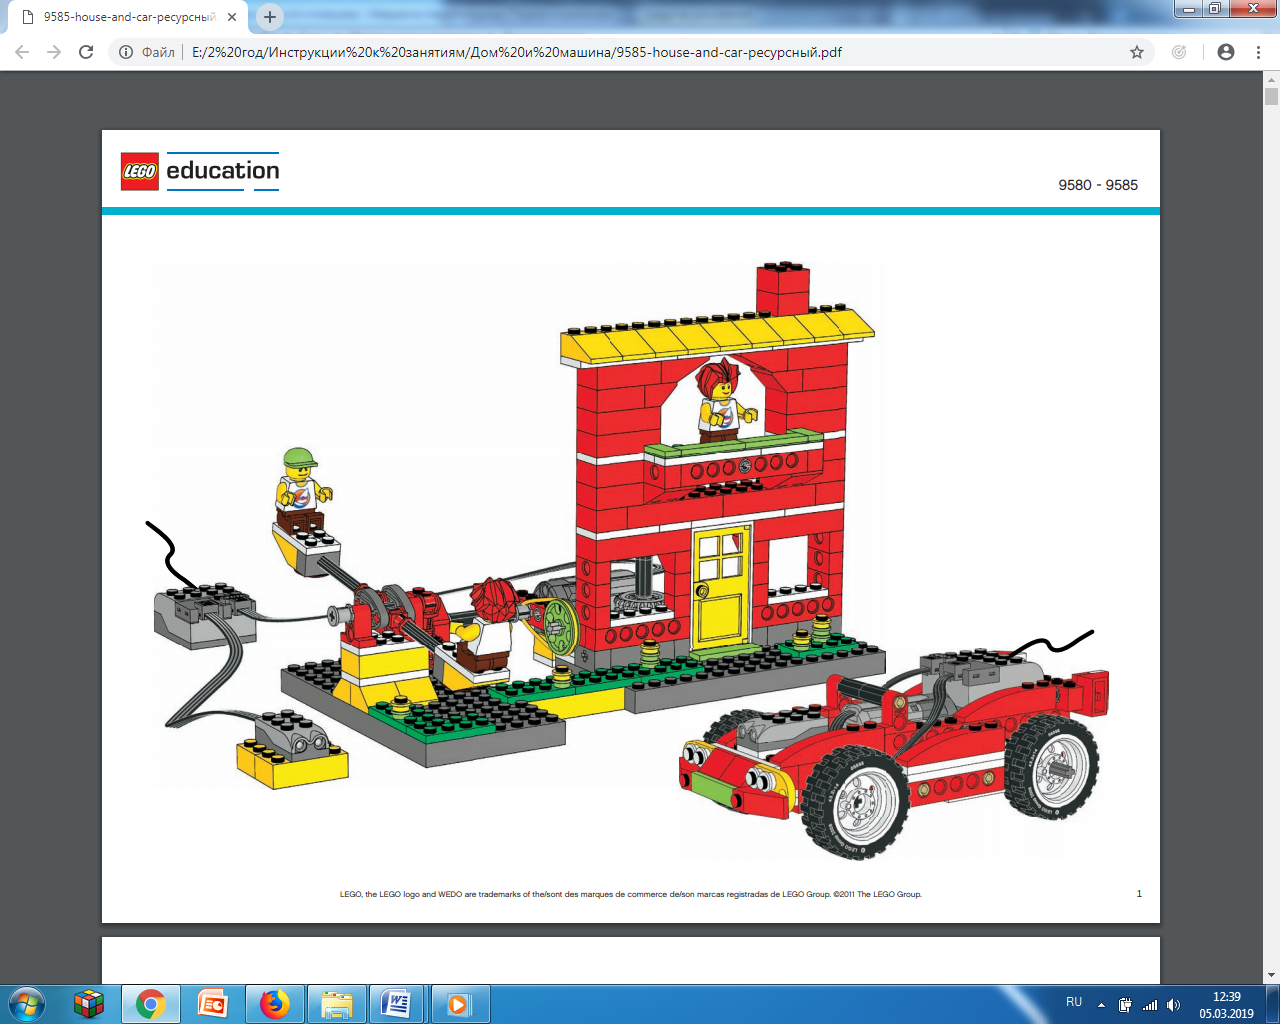 9585-house-and-car-ресурсный
Файл E:/2%20год/Инструкции%20к%20занятиям/Дом%20и%20машина/9585-house-and-car-ресурсный.pdf
LEGO education
9580 - 9585
LEGO, the LEGO logo and WEDO are trademarks of the/sont des marques de commerce de/son marcas registradas de LEGO Group. ©2011 The LEGO Group.
1
RU
12:39
05.03.2019